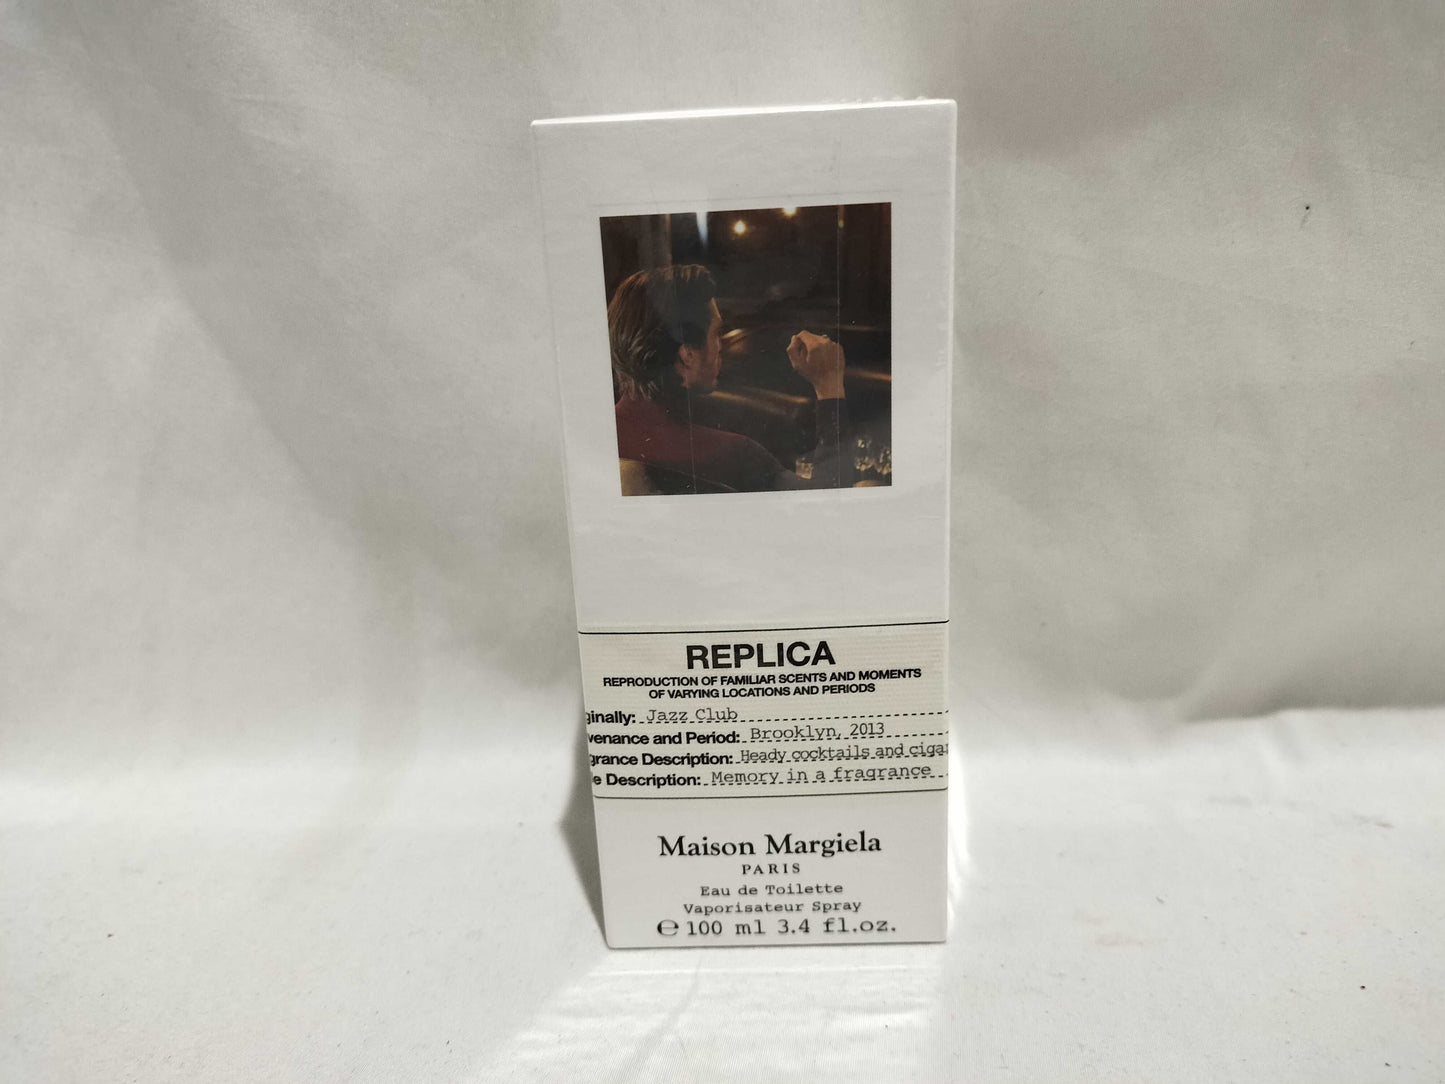 REPLICA
REPRODUCTION OF FAMILIAR SCENTS AND MOMENTS
OF VARYING LOCATIONS AND PERIODS
ginally: Jazz Club
venance and Period: Brooklyn, 2013
grance Description: Heady cocktails and cigar
e Description: Memory in a fragrance
Maison Margiela
PARIS
Eau de Toilette
Vaporisateur Spray
℮ 100 ml 3.4 fl.oz.